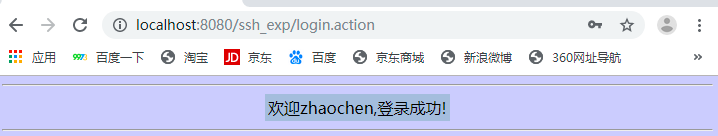 localhost:8080/ssh_exp/login.action
应用 百度一下 淘宝 JD 京东 百度 京东商城 新浪微博 360网址导航 »
欢迎zhaochen,登录成功!